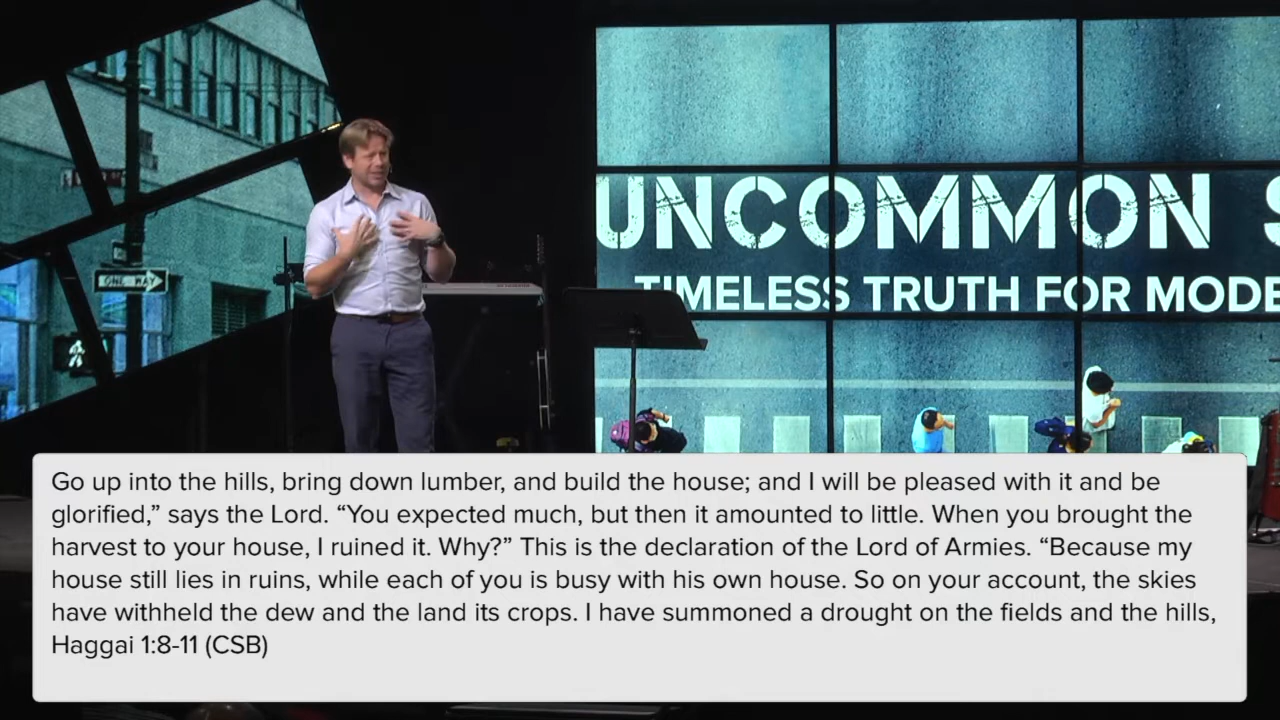 ONE WAY
UNCOMMON S
TIMELESS TRUTH FOR MODE
Go up into the hills, bring down lumber, and build the house; and I will be pleased with it and be
glorified,” says the Lord. “You expected much, but then it amounted to little. When you brought the
harvest to your house, I ruined it. Why?” This is the declaration of the Lord of Armies. “Because my
house still lies in ruins, while each of you is busy with his own house. So on your account, the skies
have withheld the dew and the land its crops. I have summoned a drought on the fields and the hills,
Haggai 1:8-11 (CSB)